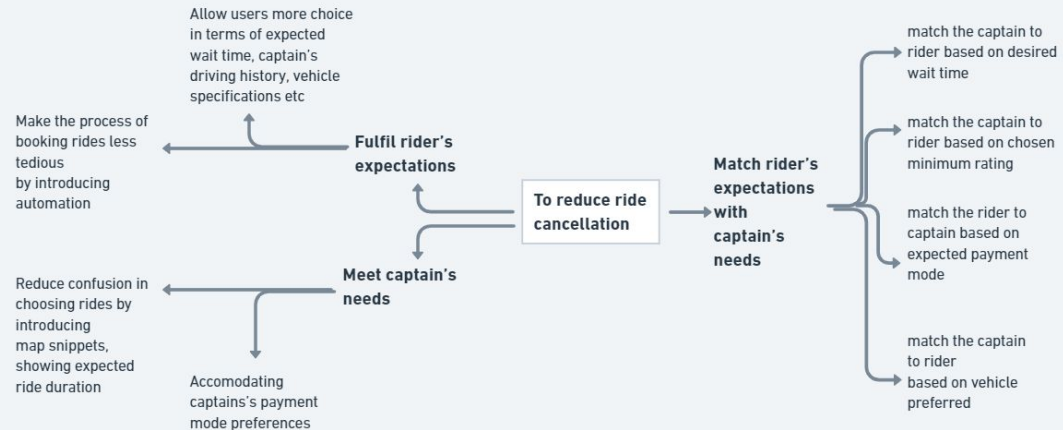 Allow users more choice
in terms of expected
wait time, captain's
driving history, vehicle
specifications etc
Make the process of
booking rides less
tedious
by introducing
automation
Fulfil rider's
expectations
To reduce ride
cancellation
Meet captain's
needs
Reduce confusion in
choosing rides by
introducing
map snippets,
showing expected
ride duration
Accomodating
captains's payment
mode preferences
Match rider's
expectations
with
captain's
needs
match the captain to
rider based on desired
wait time
match the captain to
rider based on chosen
minimum rating
match the rider to
captain based on
expected payment
mode
match the captain
to rider
based on vehicle
preferred